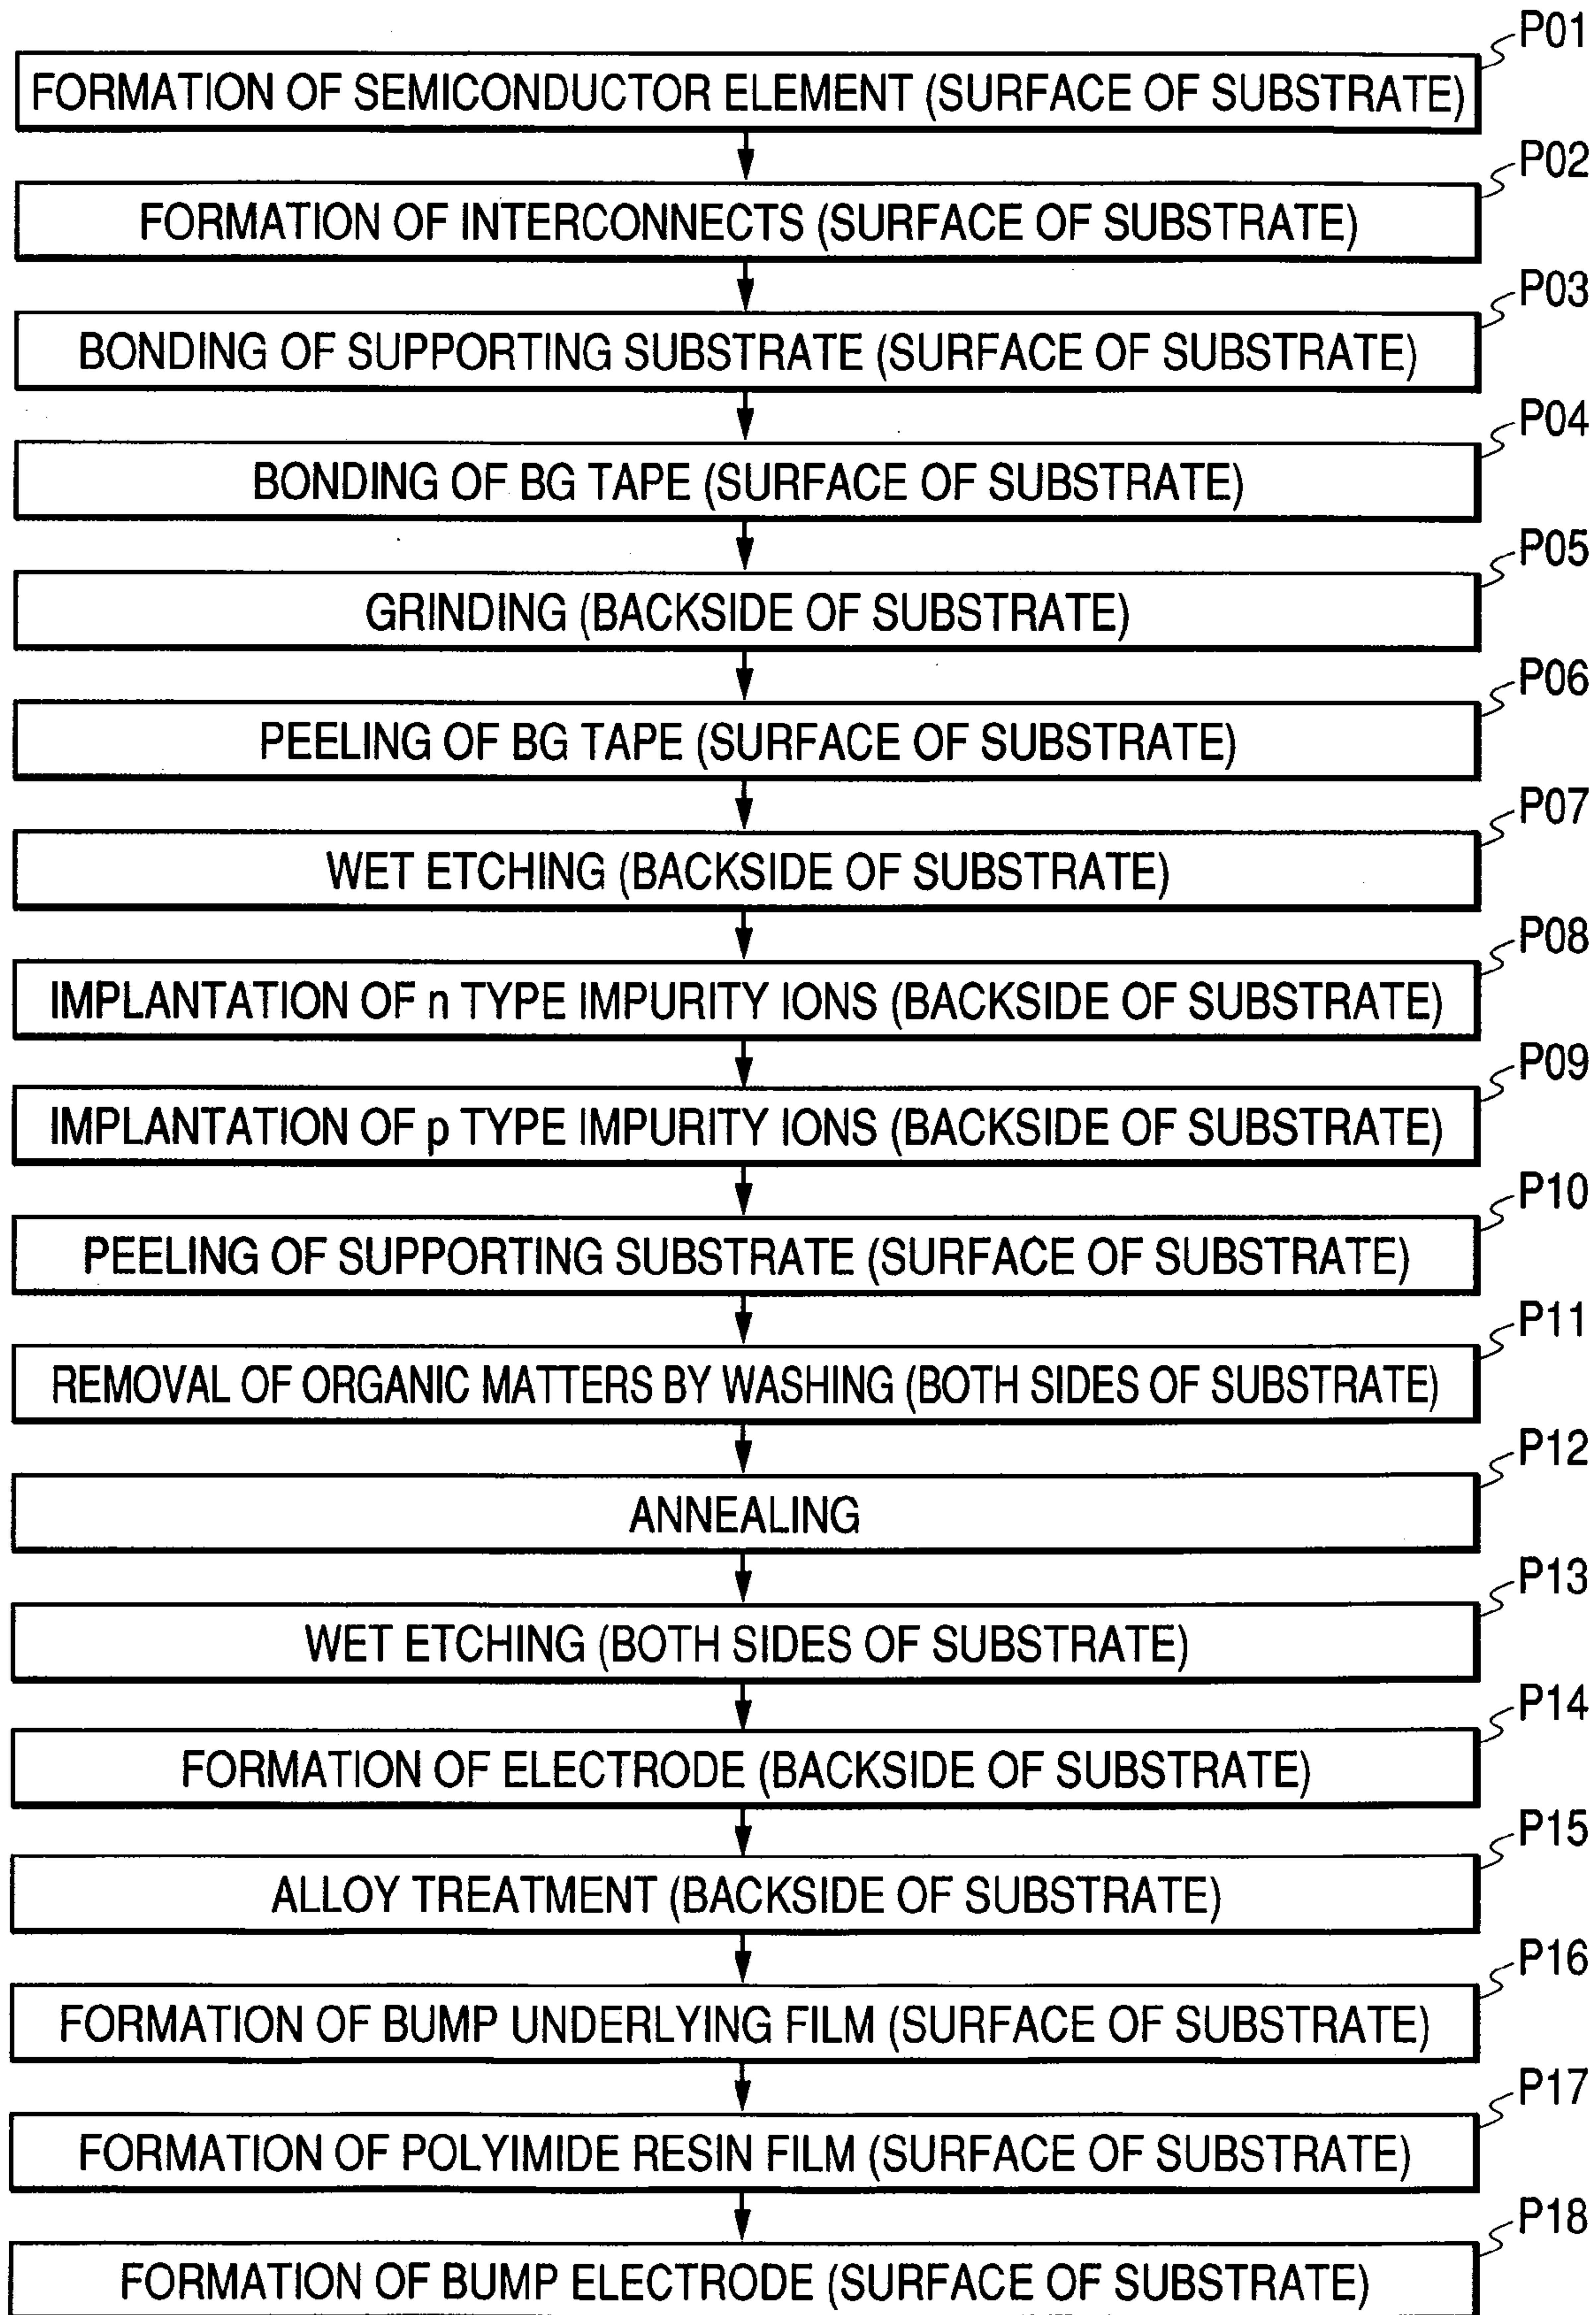 P01
FORMATION OF SEMICONDUCTOR ELEMENT (SURFACE OF SUBSTRATE)
P02
FORMATION OF INTERCONNECTS (SURFACE OF SUBSTRATE)
P03
BONDING OF SUPPORTING SUBSTRATE (SURFACE OF SUBSTRATE)
P04
BONDING OF BG TAPE (SURFACE OF SUBSTRATE)
P05
GRINDING (BACKSIDE OF SUBSTRATE)
P06
PEELING OF BG TAPE (SURFACE OF SUBSTRATE)
P07
WET ETCHING (BACKSIDE OF SUBSTRATE)
P08
IMPLANTATION OF n TYPE IMPURITY IONS (BACKSIDE OF SUBSTRATE)
P09
IMPLANTATION OF p TYPE IMPURITY IONS (BACKSIDE OF SUBSTRATE)
P10
PEELING OF SUPPORTING SUBSTRATE (SURFACE OF SUBSTRATE)
P11
REMOVAL OF ORGANIC MATTERS BY WASHING (BOTH SIDES OF SUBSTRATE)
P12
ANNEALING
P13
WET ETCHING (BOTH SIDES OF SUBSTRATE)
P14
FORMATION OF ELECTRODE (BACKSIDE OF SUBSTRATE)
P15
ALLOY TREATMENT (BACKSIDE OF SUBSTRATE)
P16
FORMATION OF BUMP UNDERLYING FILM (SURFACE OF SUBSTRATE)
P17
FORMATION OF POLYIMIDE RESIN FILM (SURFACE OF SUBSTRATE)
P18
FORMATION OF BUMP ELECTRODE (SURFACE OF SUBSTRATE)